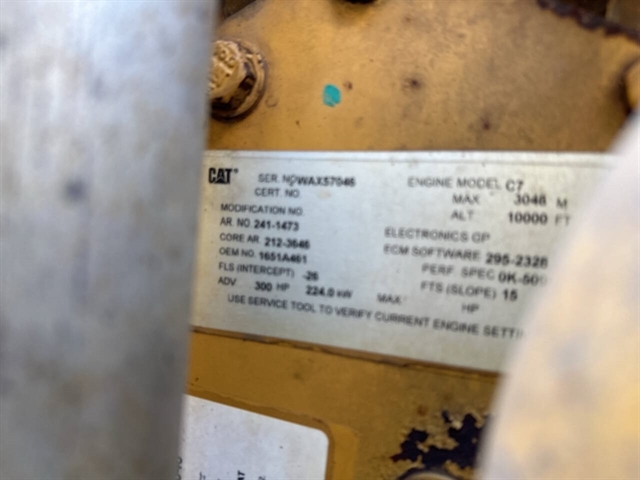 CAT SER. NO WAX57046 ENGINE MODEL C7
CERT. NO. MAX 3048 M
MODIFICATION NO. ALT 10000 FT
AR. NO. 241-1473 ELECTRONICS GP
CORE AR. 212-3646 ECM SOFTWARE 295-2328
OEM NO. 1651A461 PERF. SPEC 0K-
FLS (INTERCEPT) -26 FTS (SLOPE) 15
ADV 300 HP 224.0 kW MAX HP
USE SERVICE TOOL TO VERIFY CURRENT ENGINE